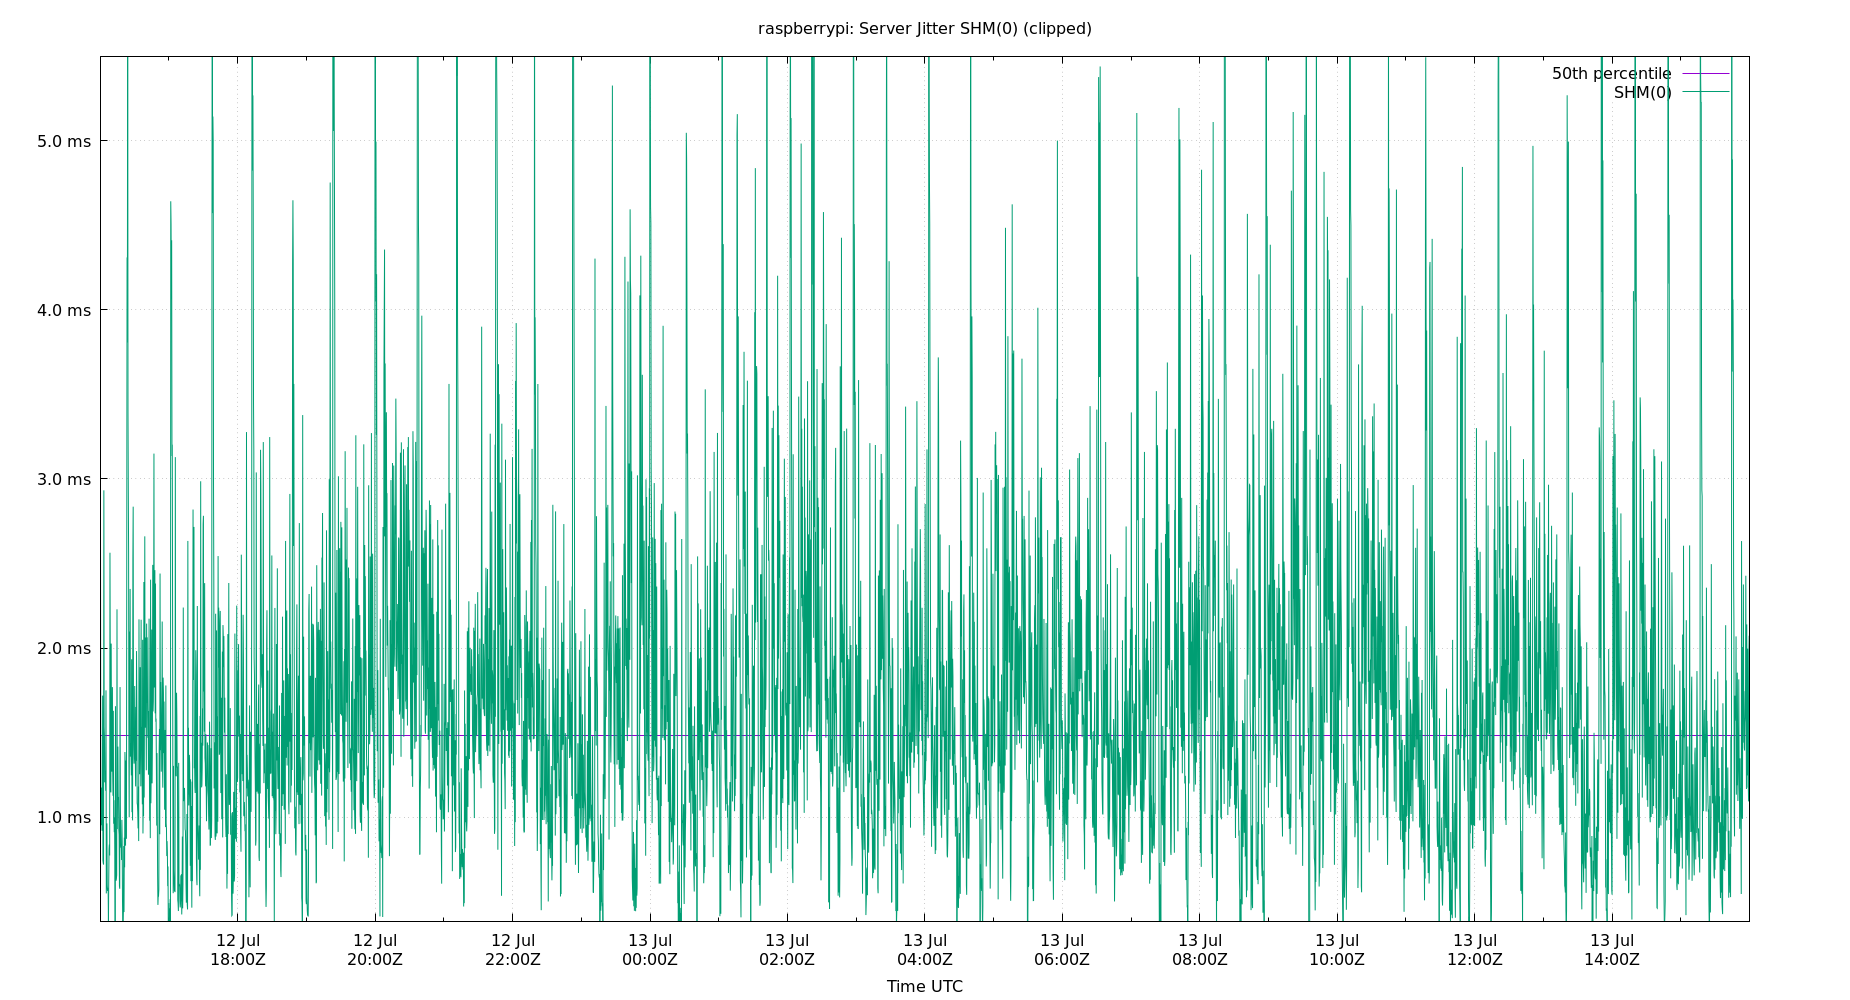 raspberrypi: Server Jitter SHM(0) (clipped)
50th percentile
SHM(0)
5.0 ms
4.0 ms
3.0 ms
2.0 ms
1.0 ms
12 Jul 12 Jul 12 Jul 13 Jul 13 Jul 13 Jul 13 Jul 13 Jul 13 Jul 13 Jul 13 Jul
18:00Z 20:00Z 22:00Z 00:00Z 02:00Z 04:00Z 06:00Z 08:00Z 10:00Z 12:00Z 14:00Z
Time UTC